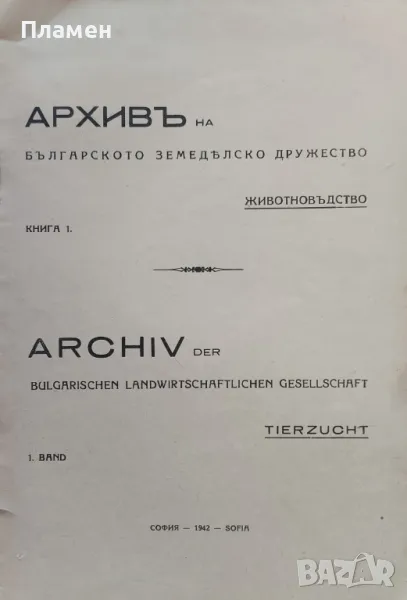 Пламен
АРХИВЪ НА
БЪЛГАРСКОТО ЗЕМЕДѢЛСКО ДРУЖЕСТВО
ЖИВОТНОВЪДСТВО
КНИГА 1.
ARCHIV DER
BULGARISCHEN LANDWIRTSCHAFTLICHEN GESELLSCHAFT
TIERZUCHT
1. BAND
СОФИЯ — 1942 — SOFIA
BAZAR